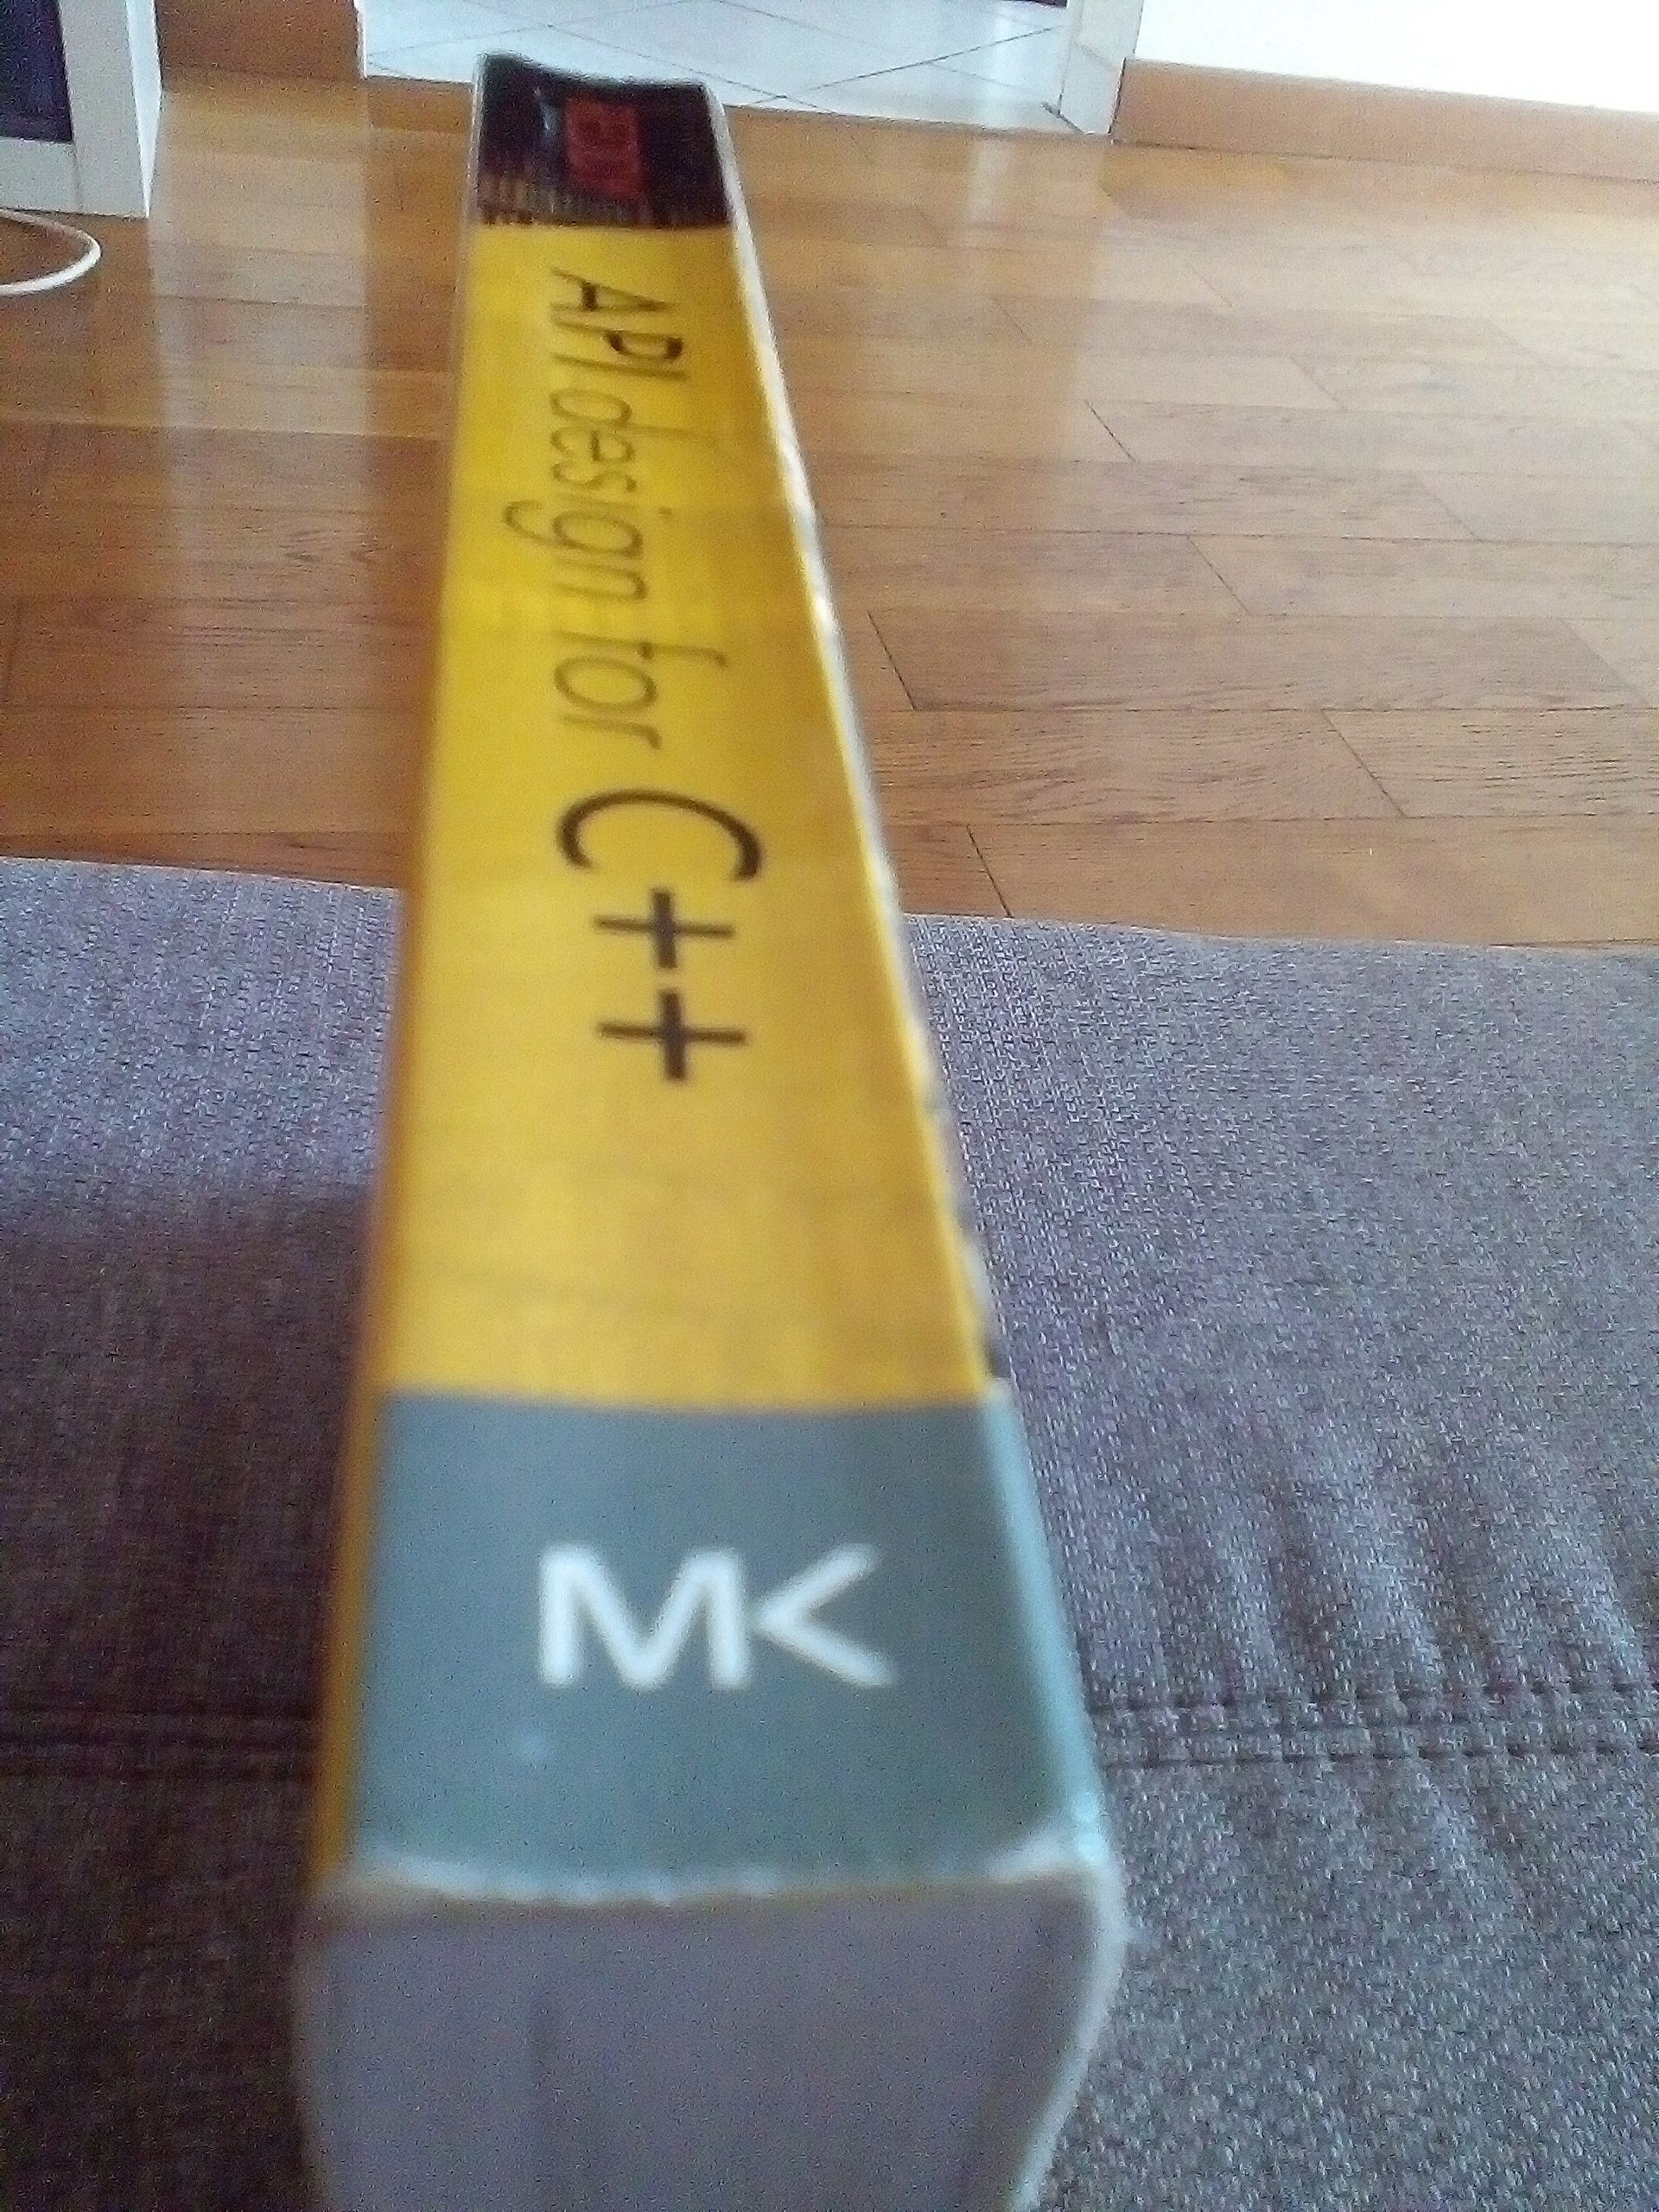 API design for C++
MK